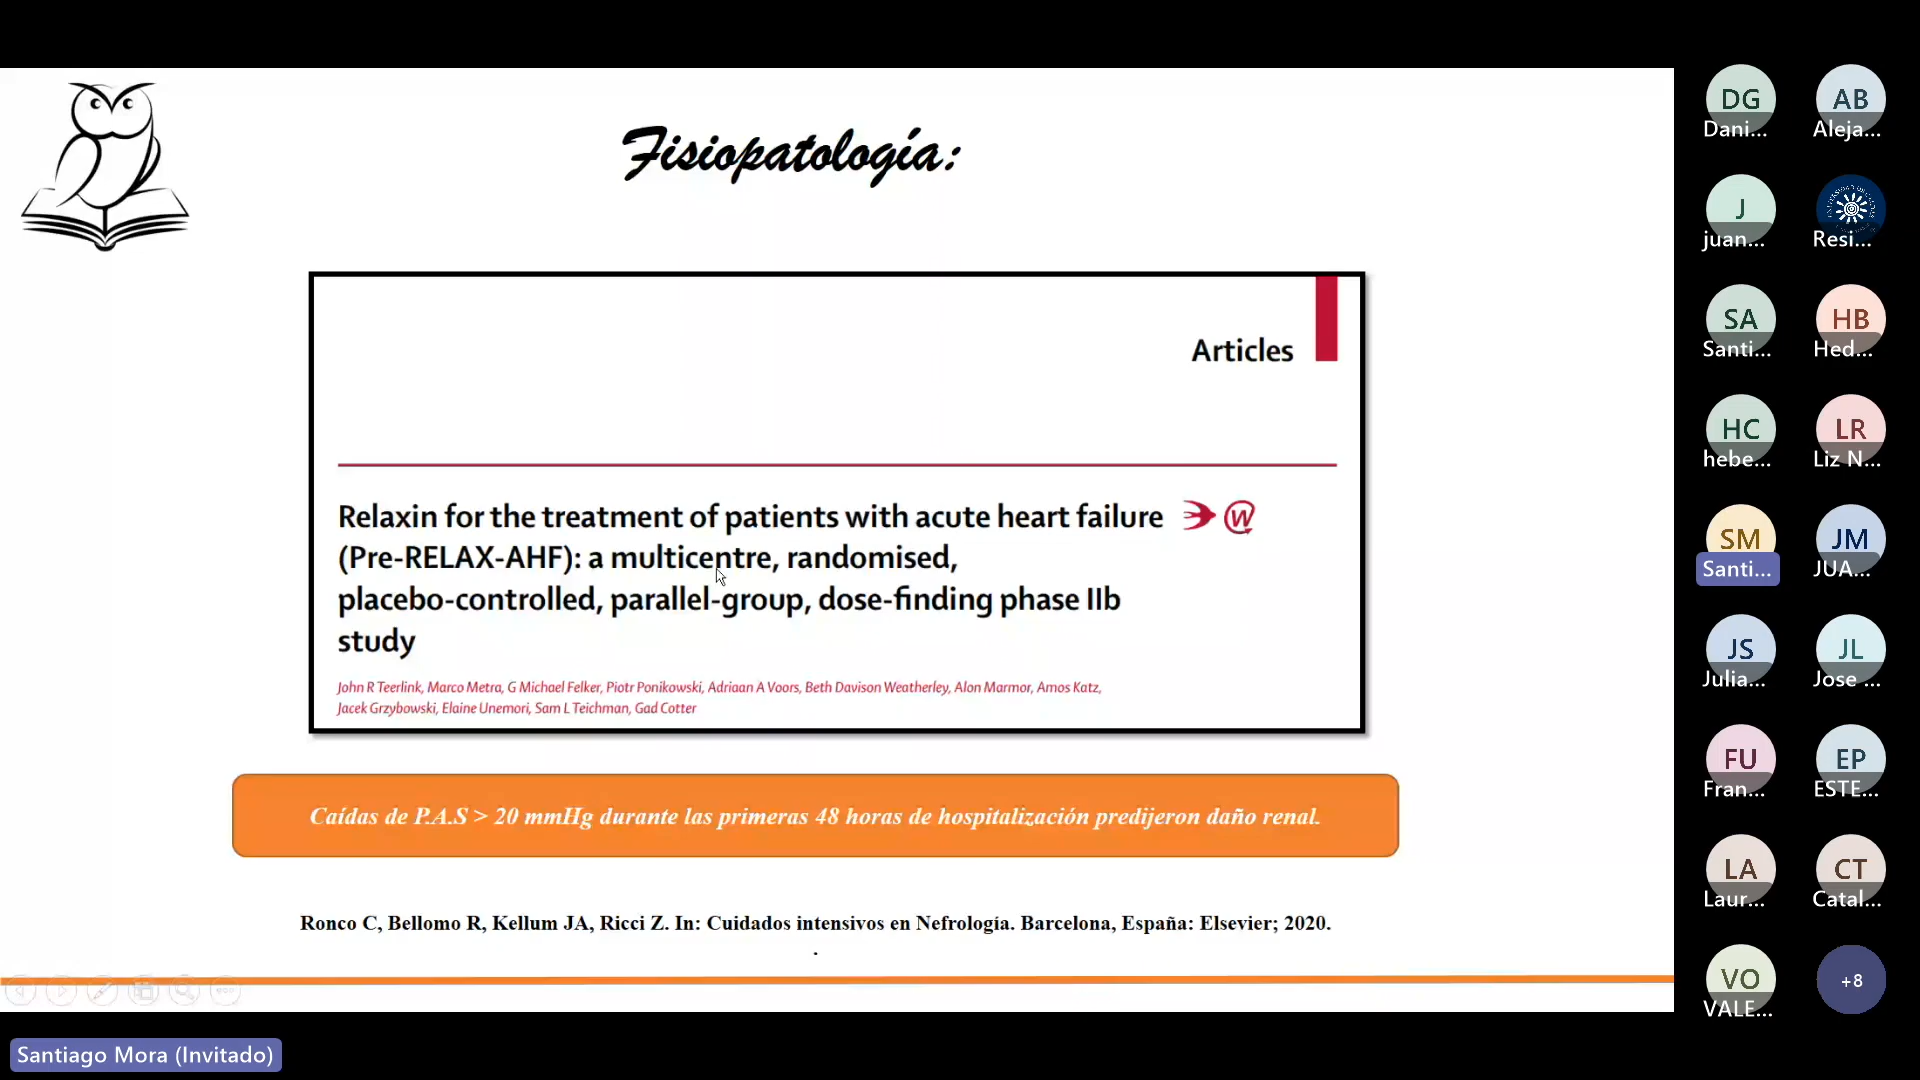 Fisiopatología:
Articles
Relaxin for the treatment of patients with acute heart failure
(Pre-RELAX-AHF): a multicentre, randomised,
placebo-controlled, parallel-group, dose-finding phase IIb
study
John R Teerlink, Marco Metra, G Michael Felker, Piotr Ponikowski, Adriaan A Voors, Beth Davison Weatherley, Alon Marmor, Amos Katz,
Jacek Grzybowski, Elaine Unemori, Sam L Teichman, Gad Cotter
Caídas de P.A.S > 20 mmHg durante las primeras 48 horas de hospitalización predijeron daño renal.
Ronco C, Bellomo R, Kellum JA, Ricci Z. In: Cuidados intensivos en Nefrología. Barcelona, España: Elsevier; 2020.
.
Santiago Mora (Invitado)
DG
Dani...
AB
Aleja...
J
juan...
Resi...
SA
Santi...
HB
Hed...
HC
hebe...
LR
Liz N...
SM
Santi...
JM
JUA...
JS
Julia...
JL
Jose ...
FU
Fran...
EP
ESTE...
LA
Laur...
CT
Catal...
VO
VALE...
+8